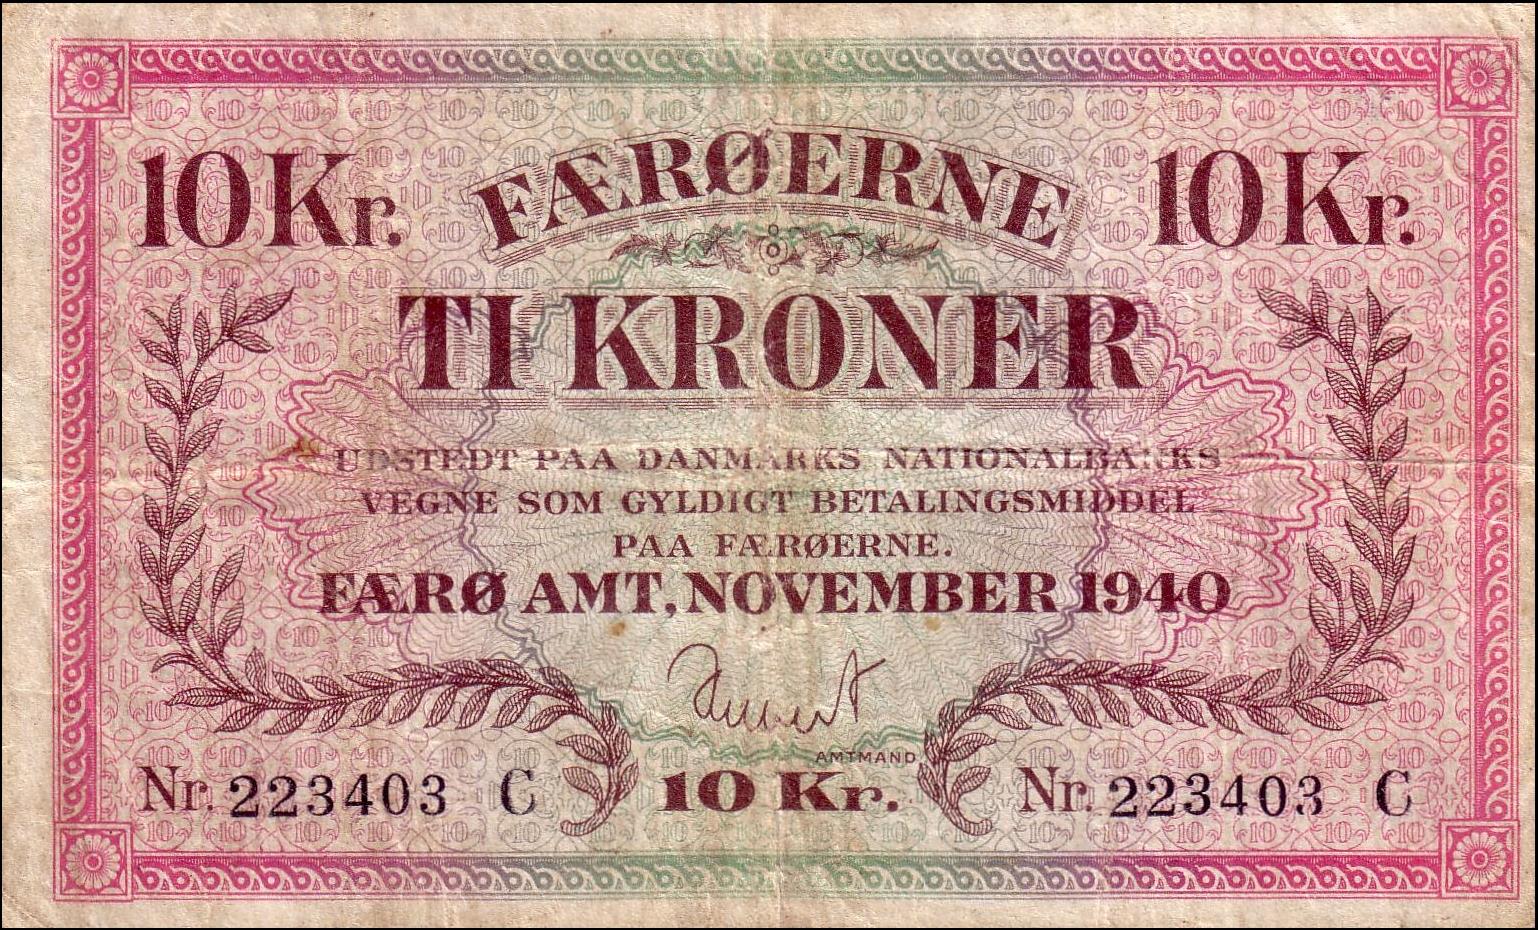 FÆRØERNE
10 Kr. 10 Kr.
TI KRONER
UDSTEDT PAA DANMARKS NATIONALBANKS
VEGNE SOM GYLDIGT BETALINGSMIDDEL
PAA FÆRØERNE.
FÆRØ AMT, NOVEMBER 1940
AMTMAND
Nr. 223403 C 10 Kr. Nr. 223403 C